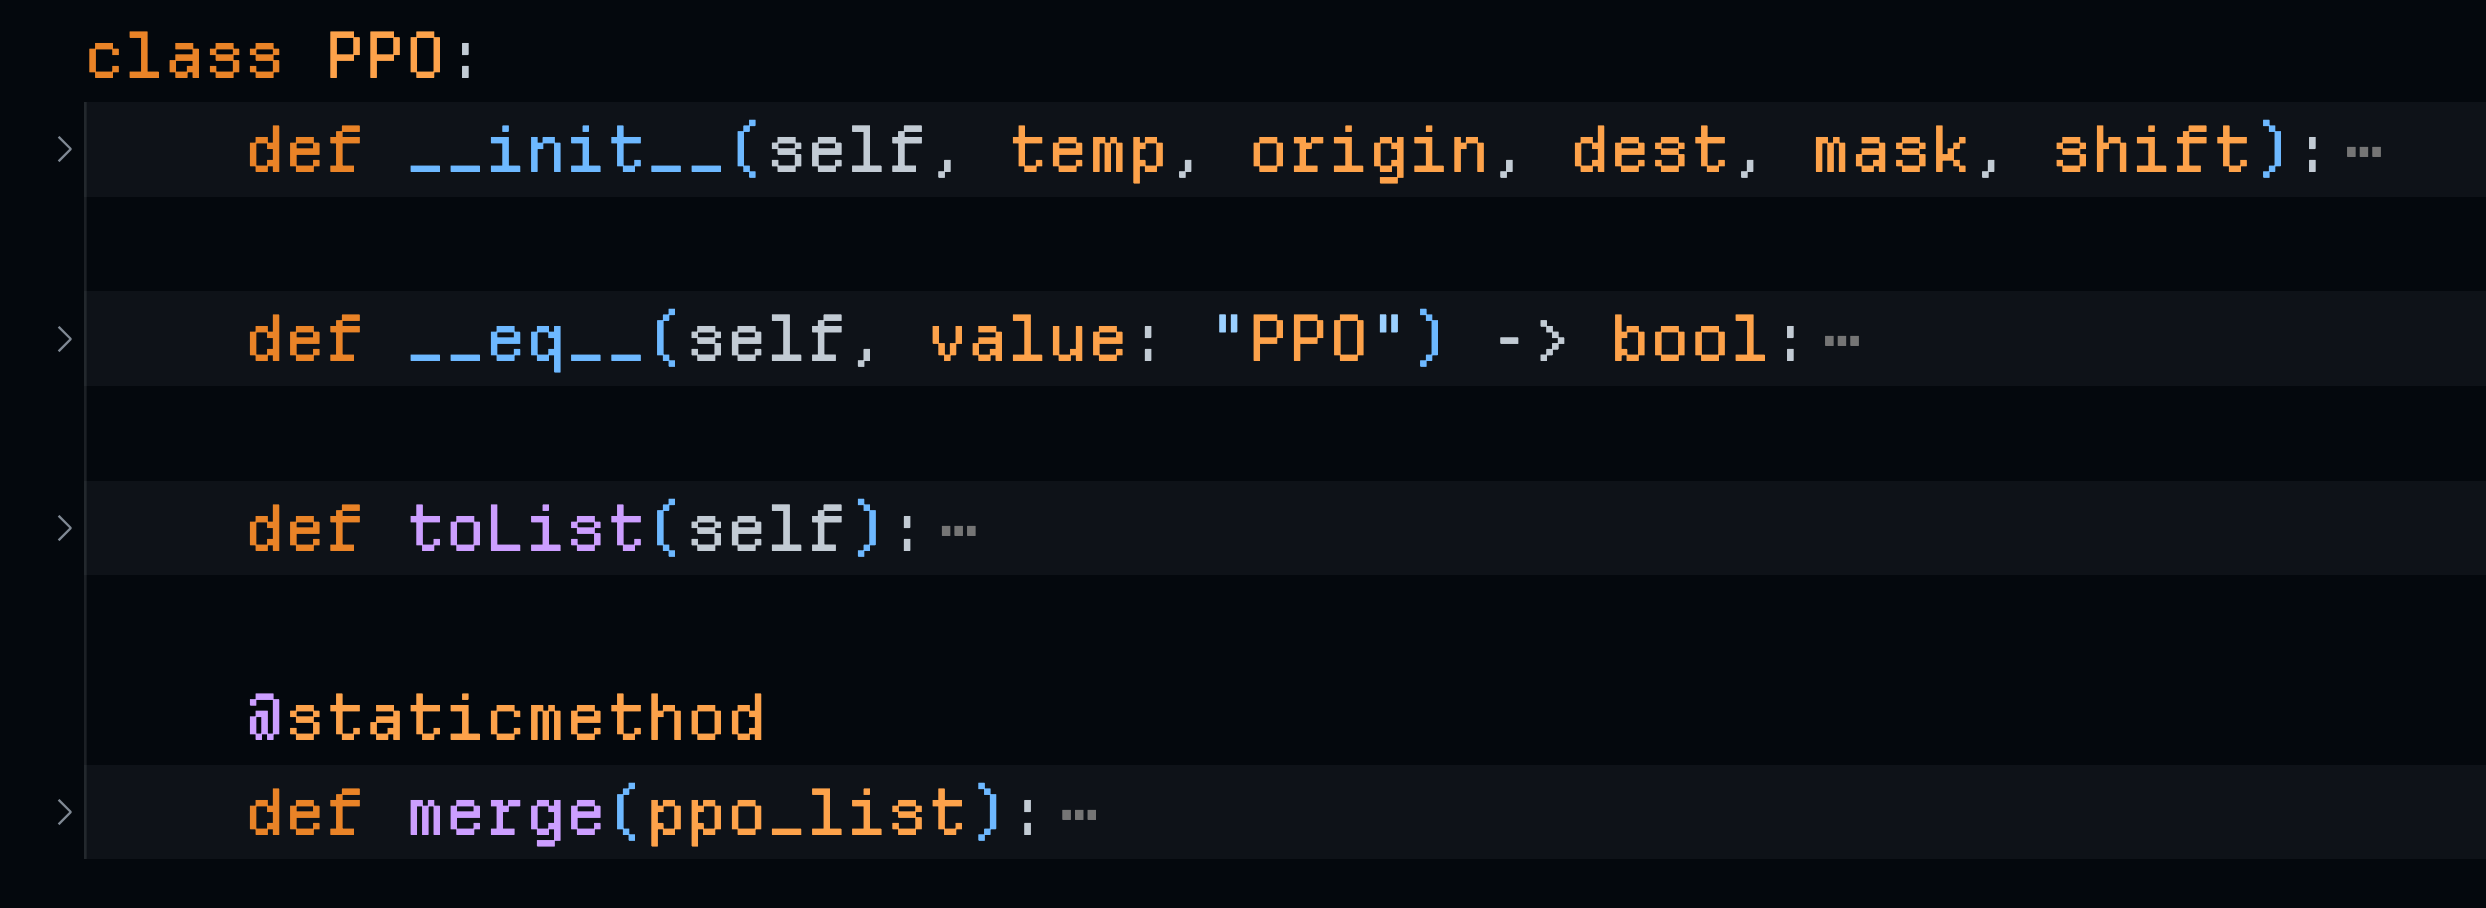 class PPO:
    def __init__(self, temp, origin, dest, mask, shift):…
    def __eq__(self, value: "PPO") -> bool:…
    def toList(self):…
    @staticmethod
    def merge(ppo_list):…